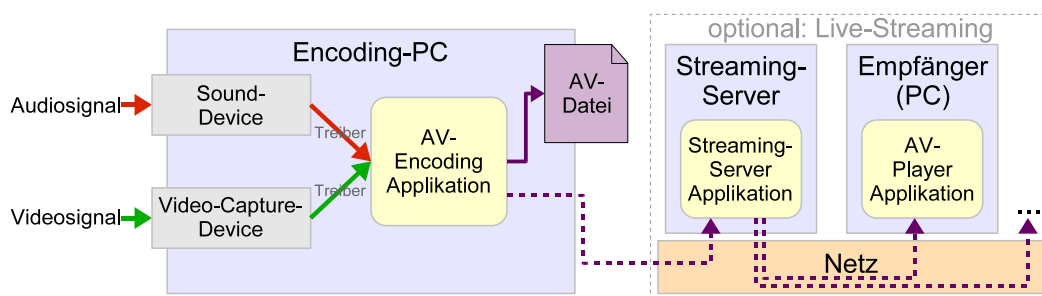 optional: Live-Streaming
Encoding-PC
Audiosignal
Sound-
Device
Treiber
Videosignal
Video-Capture-
Device
Treiber
AV-
Encoding
Applikation
AV-
Datei
Streaming-
Server
Streaming-
Server
Applikation
Empfänger
(PC)
AV-
Player
Applikation
...
Netz